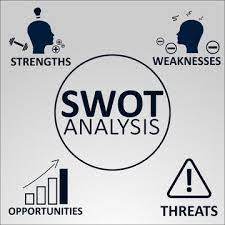 STRENGTHS
WEAKNESSES
SWOT
ANALYSIS
OPPORTUNITIES
THREATS